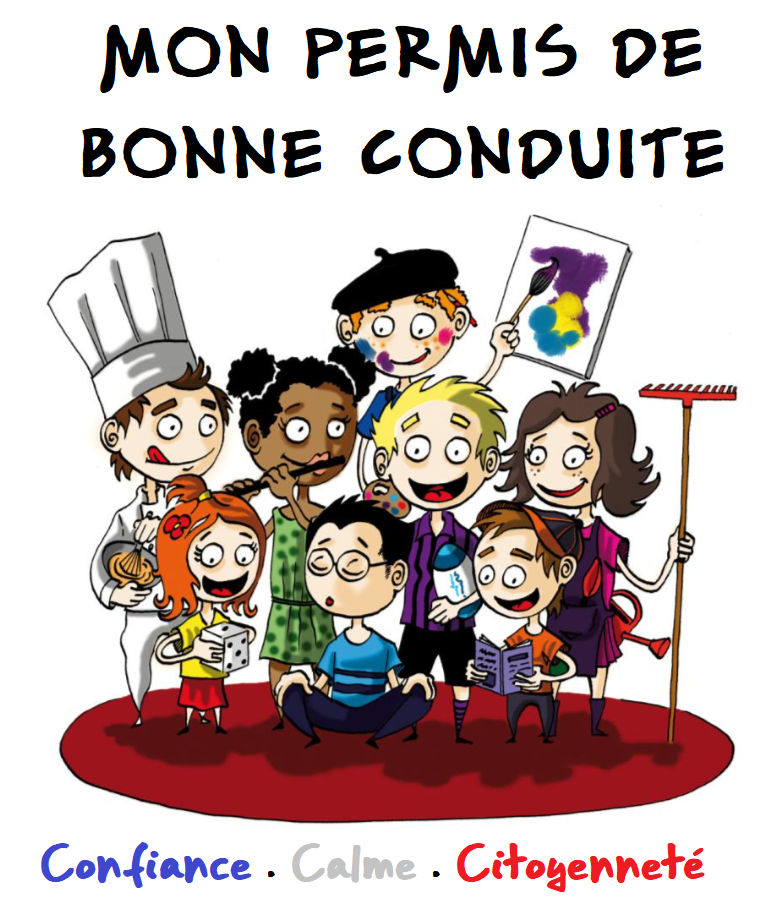 MON PERMIS DE
BONNE CONDUITE
Confiance . Calme . Citoyenneté